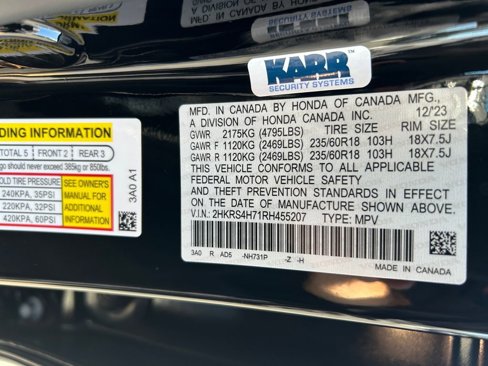 KARR™
SECURITY SYSTEMS
MFD. IN CANADA BY HONDA OF CANADA MFG.,
A DIVISION OF HONDA CANADA INC. 12/23
GVWR 2175KG (4795LBS) TIRE SIZE RIM SIZE
GAWR F 1120KG (2469LBS) 235/60R18 103H 18X7.5J
GAWR R 1120KG (2469LBS) 235/60R18 103H 18X7.5J
THIS VEHICLE CONFORMS TO ALL APPLICABLE
FEDERAL MOTOR VEHICLE SAFETY
AND THEFT PREVENTION STANDARDS IN EFFECT
ON THE DATE OF MANUFACTURE SHOWN ABOVE.
V.I.N.: 2HKRS4H71RH455207 TYPE: MPV
3A0 R AD5 -NH731P -Z -H
MADE IN CANADA
DING INFORMATION
TOTAL 5 FRONT 2 REAR 3
go should never exceed 385kg or 850lbs.
OLD TIRE PRESSURE
240KPA, 35PSI
220KPA, 32PSI
420KPA, 60PSI
SEE OWNER'S
MANUAL FOR
ADDITIONAL
INFORMATION
3A0 A1